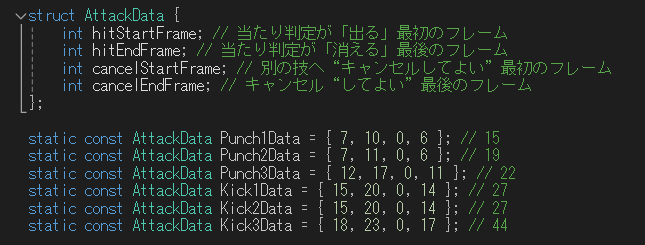 struct AttackData {
int hitStartFrame; // 当たり判定が「出る」最初のフレーム
int hitEndFrame; // 当たり判定が「消える」最後のフレーム
int cancelStartFrame; // 別の技へ“キャンセルしてよい”最初のフレーム
int cancelEndFrame; // キャンセル“してよい”最後のフレーム
};
static const AttackData Punch1Data = { 7, 10, 0, 6 }; // 15
static const AttackData Punch2Data = { 7, 11, 0, 6 }; // 19
static const AttackData Punch3Data = { 12, 17, 0, 11 }; // 22
static const AttackData Kick1Data = { 15, 20, 0, 14 }; // 27
static const AttackData Kick2Data = { 15, 20, 0, 14 }; // 27
static const AttackData Kick3Data = { 18, 23, 0, 17 }; // 44